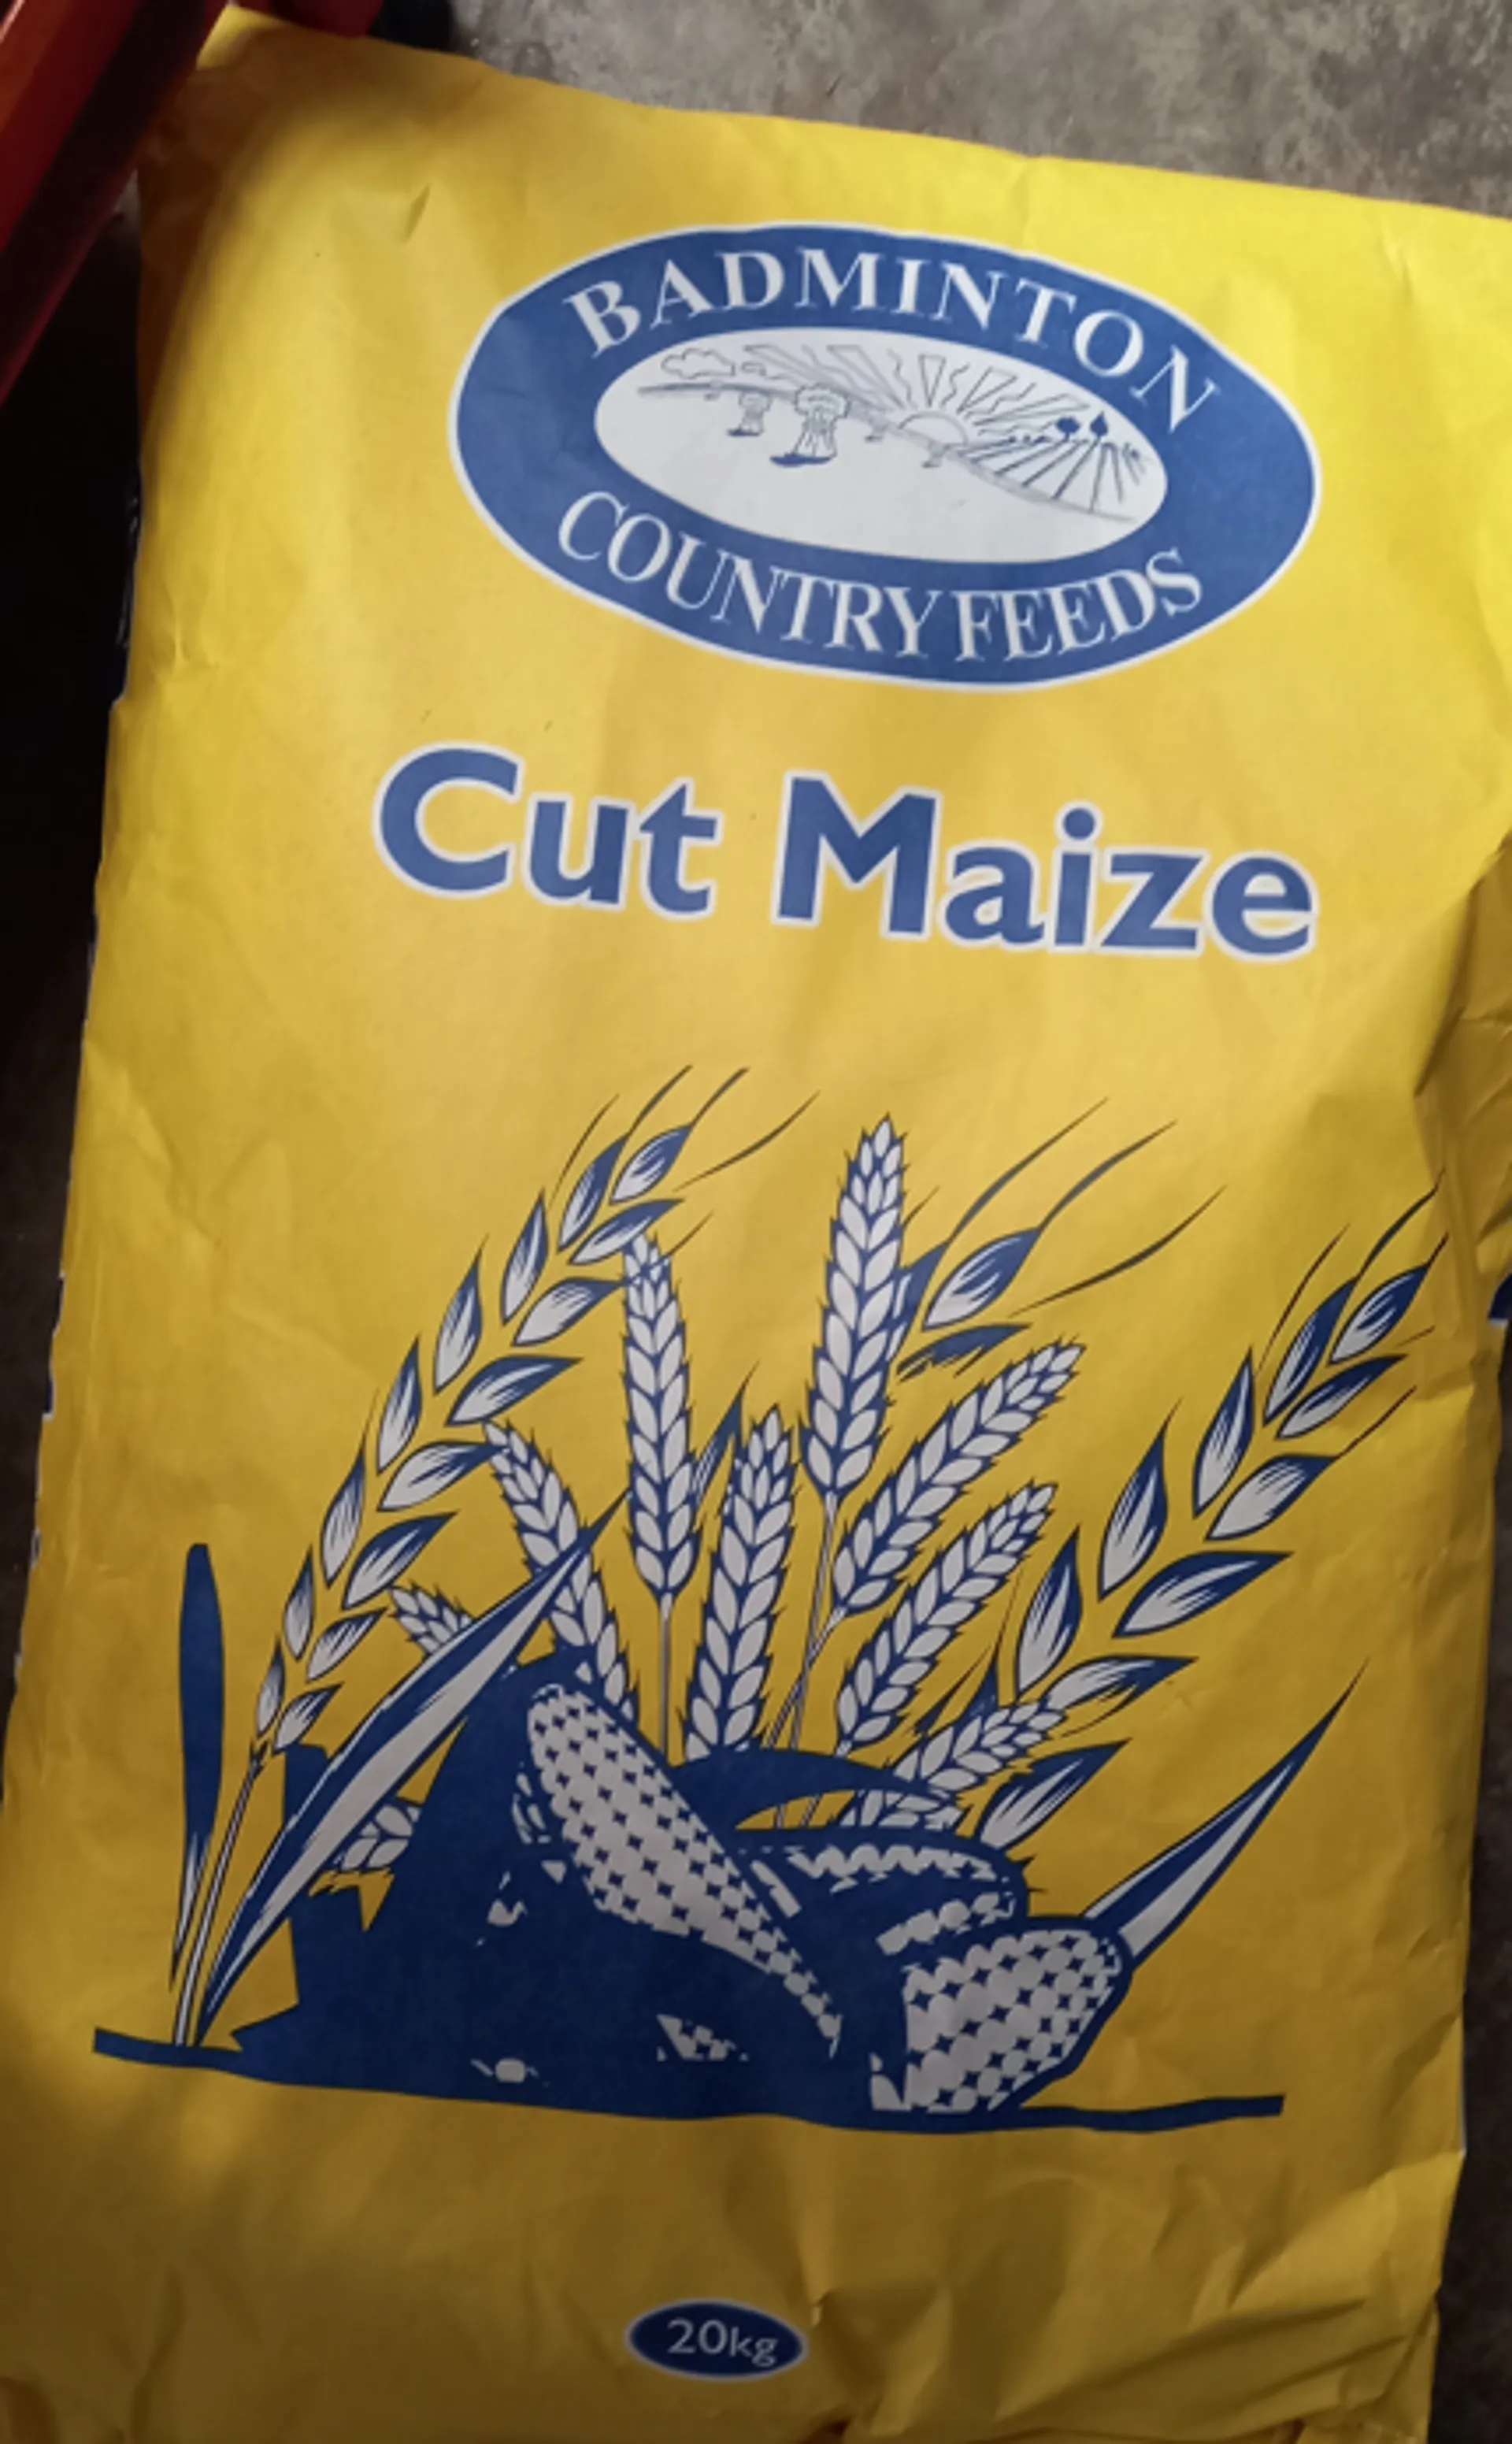 BADMINTON
COUNTRY FEEDS
Cut Maize
20kg